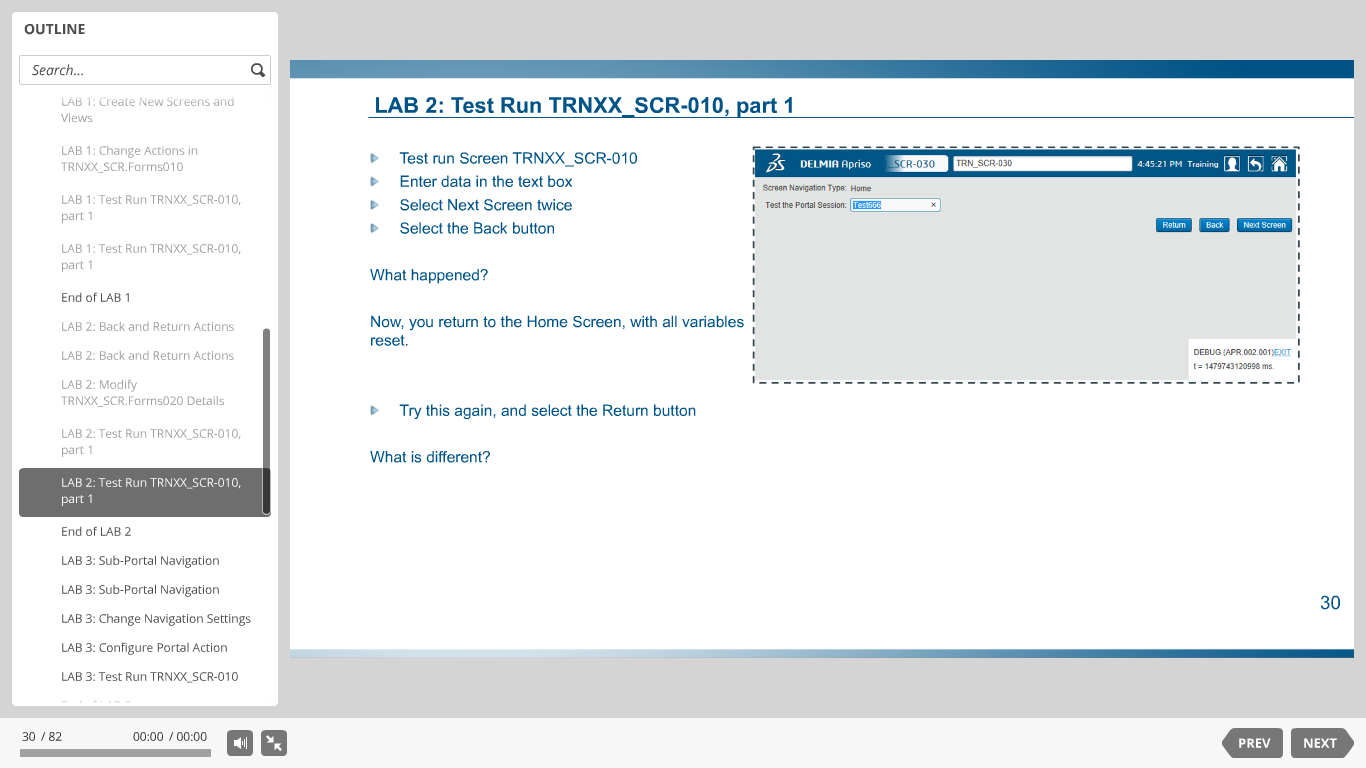 OUTLINE
Search...
LAB 1: Create New Screens and
Views
LAB 1: Change Actions in
TRNXX_SCR.Forms010
LAB 1: Test Run TRNXX_SCR-010,
part 1
LAB 1: Test Run TRNXX_SCR-010,
part 1
End of LAB 1
LAB 2: Back and Return Actions
LAB 2: Back and Return Actions
LAB 2: Modify
TRNXX_SCR.Forms020 Details
LAB 2: Test Run TRNXX_SCR-010,
part 1
LAB 2: Test Run TRNXX_SCR-010,
part 1
End of LAB 2
LAB 3: Sub-Portal Navigation
LAB 3: Sub-Portal Navigation
LAB 3: Change Navigation Settings
LAB 3: Configure Portal Action
LAB 3: Test Run TRNXX_SCR-010
LAB 2: Test Run TRNXX_SCR-010, part 1
Test run Screen TRNXX_SCR-010
Enter data in the text box
Select Next Screen twice
Select the Back button
What happened?
Now, you return to the Home Screen, with all variables
reset.
Try this again, and select the Return button
What is different?
DELMIA Apriso _SCR-030 TRN_SCR-030 4:45:21 PM Training
Screen Navigation Type: Home
Test the Portal Session: Test666 ×
Return Back Next Screen
DEBUG (APR.002.001)EXIT
t = 1479743120998 ms.
30
30 / 82 00:00 / 00:00
PREV NEXT